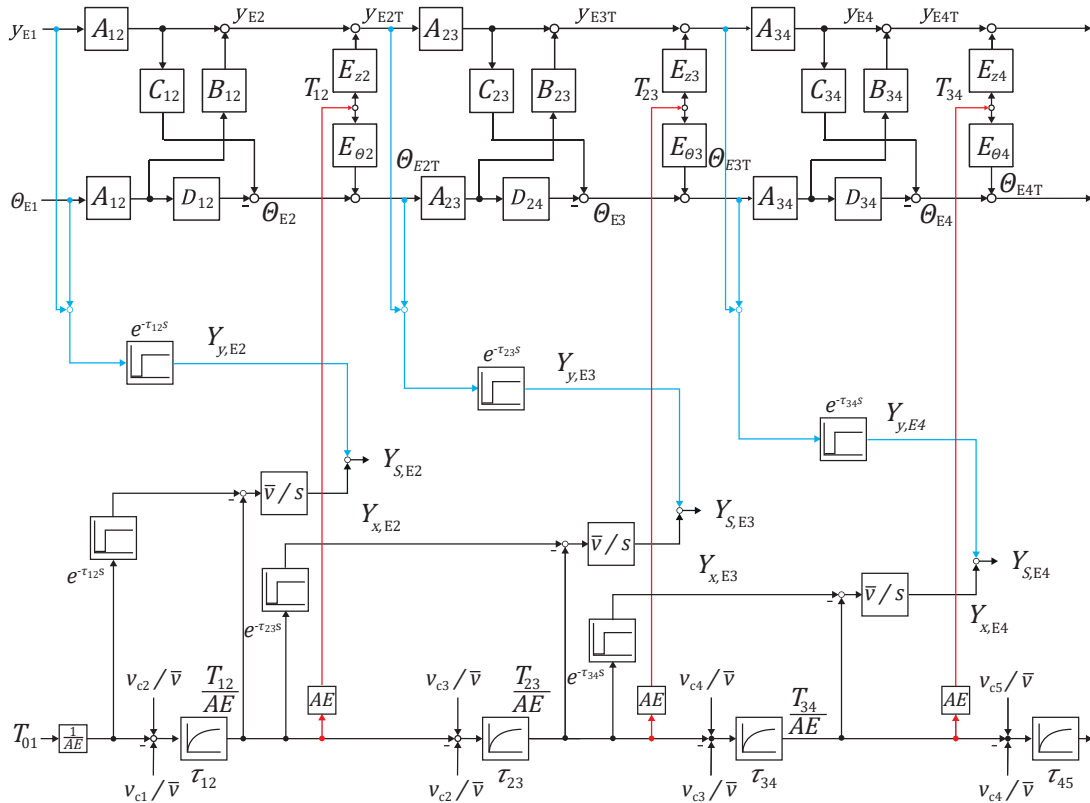 y_E1 A_12 y_E2 y_E2T A_23 y_E3T A_34 y_E4 y_E4T
C_12 B_12 T_12 E_z2 C_23 B_23 T_23 E_z3 C_34 B_34 T_34 E_z4
E_Θ2 E_Θ3 E_Θ4
Θ_E2T Θ_E3T Θ_E4T
Θ_E1 A_12 D_12 - Θ_E2 A_23 D_24 - Θ_E3 A_34 D_34 - Θ_E4
e^-τ_12s Y_y,E2 e^-τ_23s Y_y,E3
e^-τ_34s Y_y,E4
Y_S,E2
- v̅/s
Y_x,E2 Y_S,E3
e^-τ_12s - v̅/s
Y_x,E3 Y_S,E4
e^-τ_23s - v̅/s
e^-τ_34s Y_x,E4
v_c2/v̅ T_12/AE AE v_c3/v̅ T_23/AE AE v_c4/v̅ T_34/AE AE v_c5/v̅
T_01 1/AE - - - -
v_c1/v̅ τ_12 v_c2/v̅ τ_23 v_c3/v̅ τ_34 v_c4/v̅ τ_45